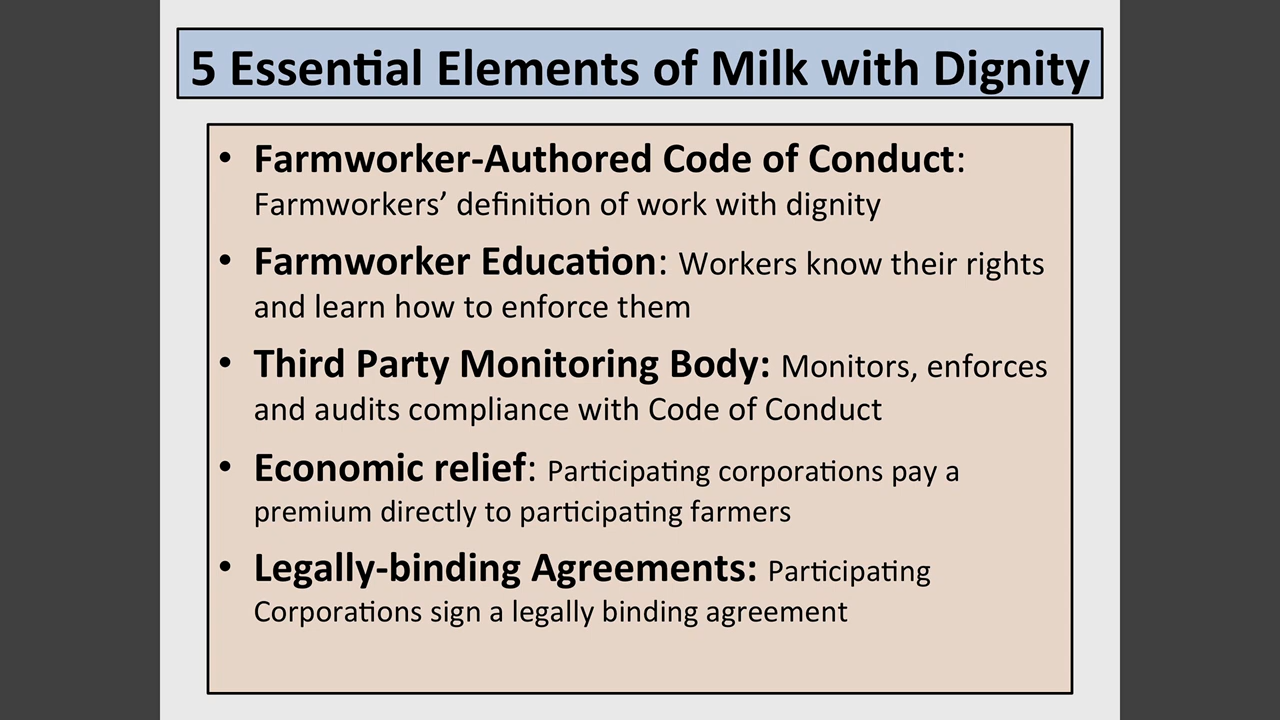 5 Essential Elements of Milk with Dignity
• Farmworker-Authored Code of Conduct:
Farmworkers’ definition of work with dignity
• Farmworker Education: Workers know their rights
and learn how to enforce them
• Third Party Monitoring Body: Monitors, enforces
and audits compliance with Code of Conduct
• Economic relief: Participating corporations pay a
premium directly to participating farmers
• Legally-binding Agreements: Participating
Corporations sign a legally binding agreement